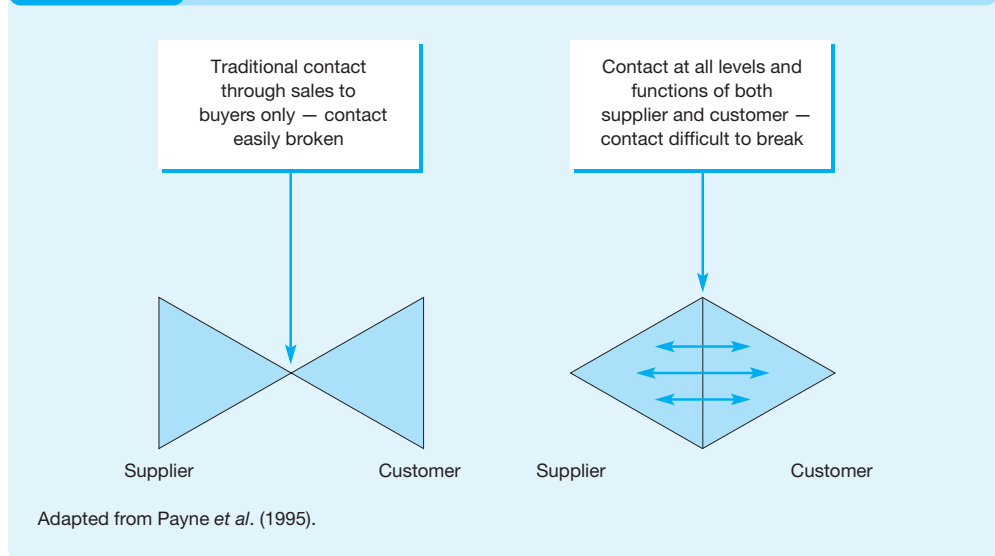 Traditional contact
through sales to
buyers only — contact
easily broken
Contact at all levels and
functions of both
supplier and customer —
contact difficult to break
Supplier
Customer
Supplier
Customer
Adapted from Payne et al. (1995).